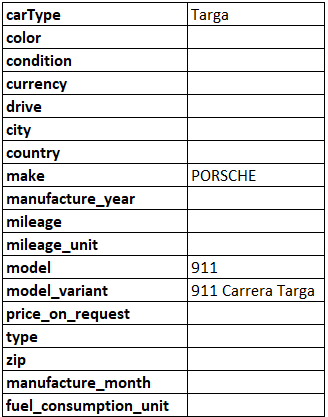 carType Targa
color
condition
currency
drive
city
country
make PORSCHE
manufacture_year
mileage
mileage_unit
model 911
model_variant 911 Carrera Targa
price_on_request
type
zip
manufacture_month
fuel_consumption_unit